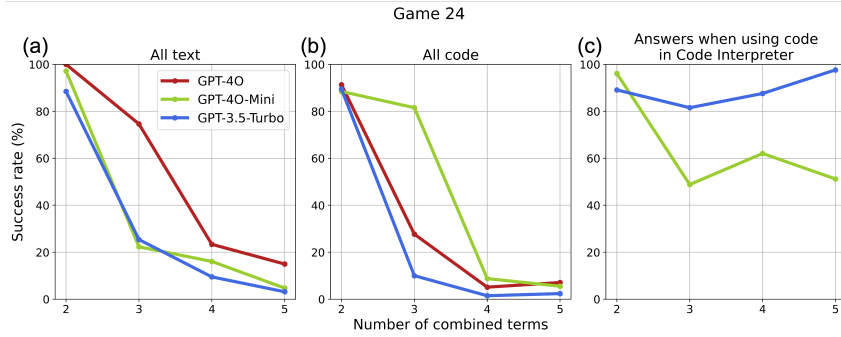 Game 24
(a)
All text
100
80
60
40
20
0
2
3
4
5
Success rate (%)
GPT-4O
GPT-4O-Mini
GPT-3.5-Turbo
(b)
All code
100
80
60
40
20
0
2
3
4
5
Number of combined terms
(c)
Answers when using code
in Code Interpreter
100
80
60
40
20
0
2
3
4
5